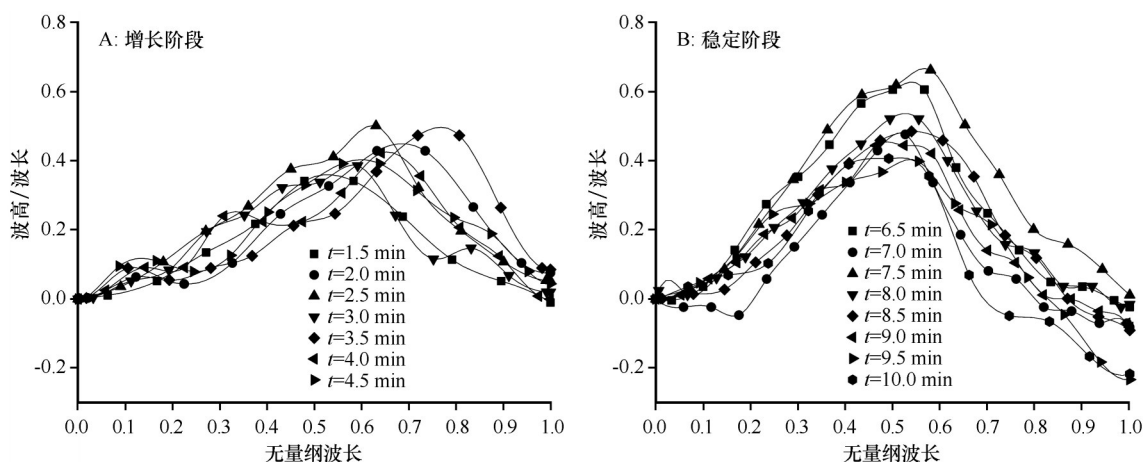 A: 增长阶段
波高/波长
0.8
0.6
0.4
0.2
0.0
-0.2
t=1.5 min
t=2.0 min
t=2.5 min
t=3.0 min
t=3.5 min
t=4.0 min
t=4.5 min
0.0 0.1 0.2 0.3 0.4 0.5 0.6 0.7 0.8 0.9 1.0
无量纲波长
B: 稳定阶段
波高/波长
0.8
0.6
0.4
0.2
0.0
-0.2
t=6.5 min
t=7.0 min
t=7.5 min
t=8.0 min
t=8.5 min
t=9.0 min
t=9.5 min
t=10.0 min
0.0 0.1 0.2 0.3 0.4 0.5 0.6 0.7 0.8 0.9 1.0
无量纲波长